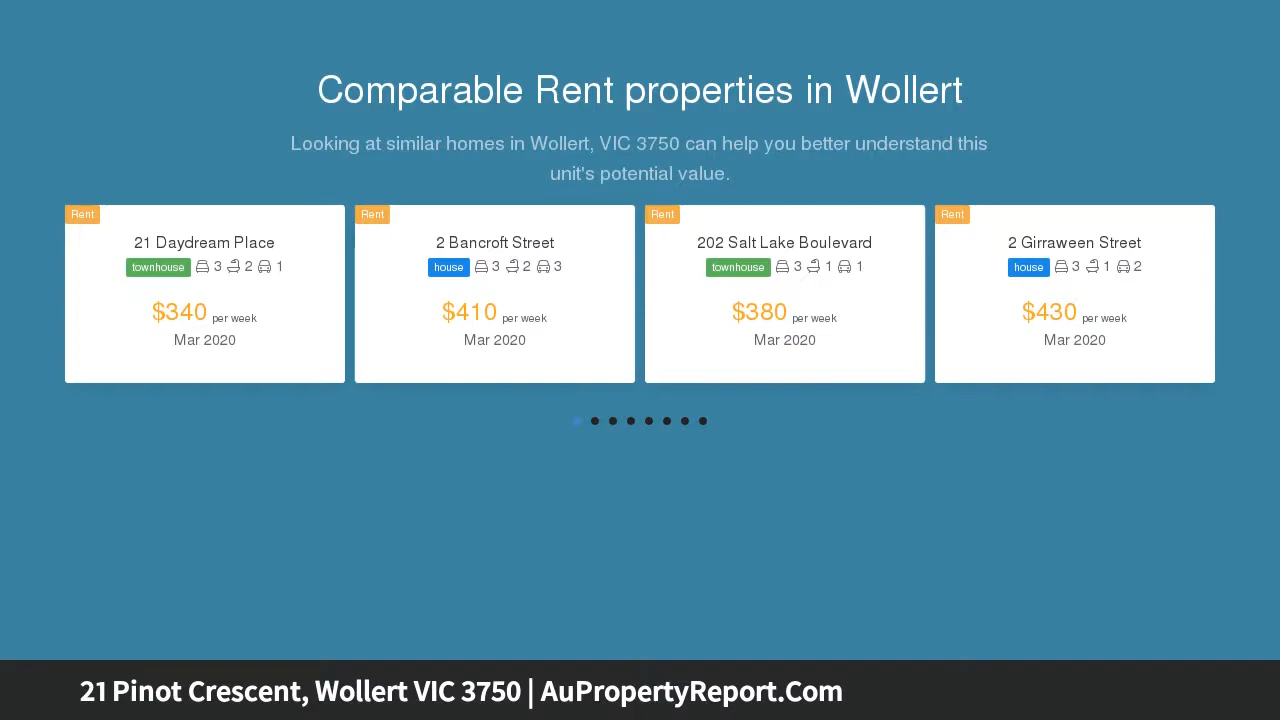 Comparable Rent properties in Wollert
Looking at similar homes in Wollert, VIC 3750 can help you better understand this
unit's potential value.
Rent
21 Daydream Place
townhouse 3 2 1
$340 per week
Mar 2020
Rent
2 Bancroft Street
house 3 2 3
$410 per week
Mar 2020
Rent
202 Salt Lake Boulevard
townhouse 3 1 1
$380 per week
Mar 2020
Rent
2 Girraween Street
house 3 1 2
$430 per week
Mar 2020
21 Pinot Crescent, Wollert VIC 3750 | AuPropertyReport.Com